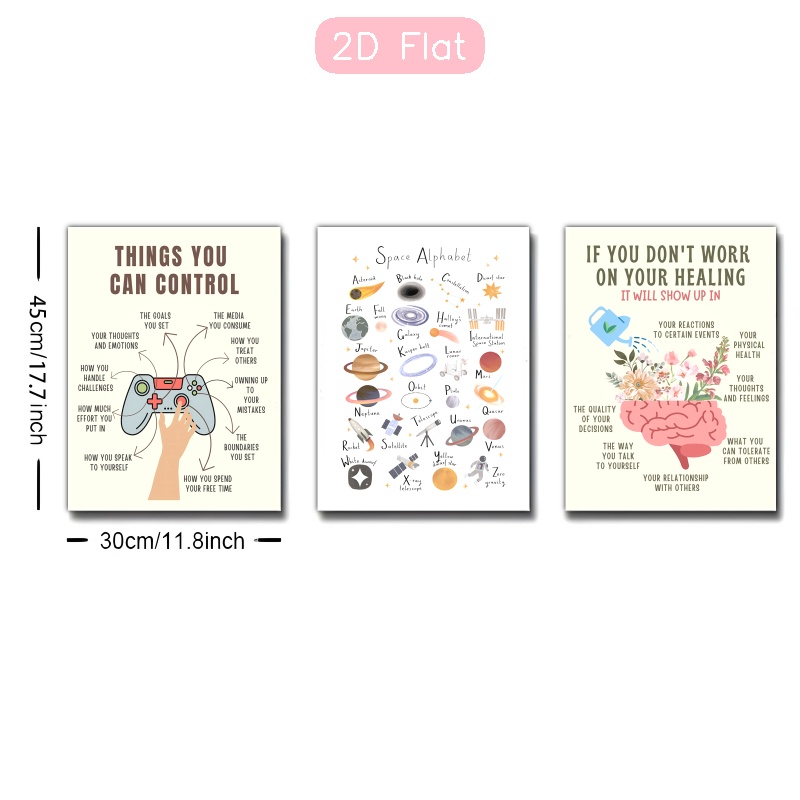 2D Flat
45cm/17.7inch
30cm/11.8inch
THINGS YOU
CAN CONTROL
THE GOALS
YOU SET
THE MEDIA
YOU CONSUME
YOUR THOUGHTS
AND EMOTIONS
HOW YOU
TREAT
OTHERS
HOW YOU
HANDLE
CHALLENGES
OWNING UP
TO
YOUR
MISTAKES
HOW MUCH
EFFORT YOU
PUT IN
THE
BOUNDARIES
YOU SET
HOW YOU SPEAK
TO YOURSELF
HOW YOU SPEND
YOUR FREE TIME
Space Alphabet
Asteroid
Black hole
Constellation
Dwarf star
Earth
Full
moon
Galaxy
Halley's
comet
International
Space Station
Jupiter
Kuiper belt
Lunar
rover
Mars
Neptune
Orbit
Pluto
Quasar
Rocket
Satellite
Telescope
Uranus
Venus
White dwarf
X-ray
telescope
Yellow
dwarf star
Zero
gravity
IF YOU DON'T WORK
ON YOUR HEALING
IT WILL SHOW UP IN
YOUR REACTIONS
TO CERTAIN EVENTS
YOUR
PHYSICAL
HEALTH
YOUR
THOUGHTS
AND FEELINGS
THE QUALITY
OF YOUR
DECISIONS
WHAT YOU
CAN TOLERATE
FROM OTHERS
THE WAY
YOU TALK
TO YOURSELF
YOUR RELATIONSHIP
WITH OTHERS